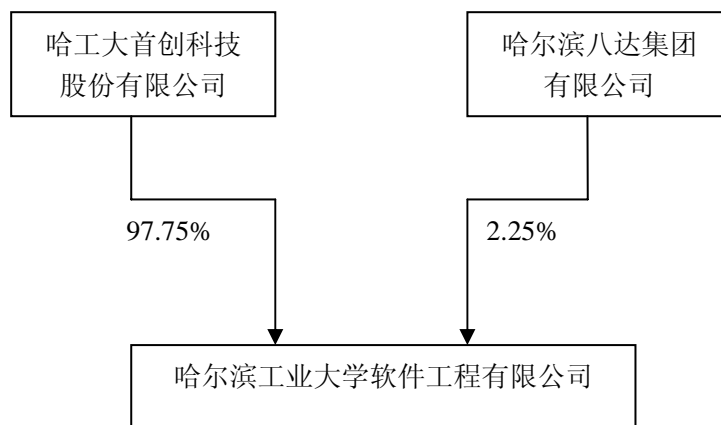 哈工大首创科技
股份有限公司
哈尔滨八达集团
有限公司
97.75%
2.25%
哈尔滨工业大学软件工程有限公司